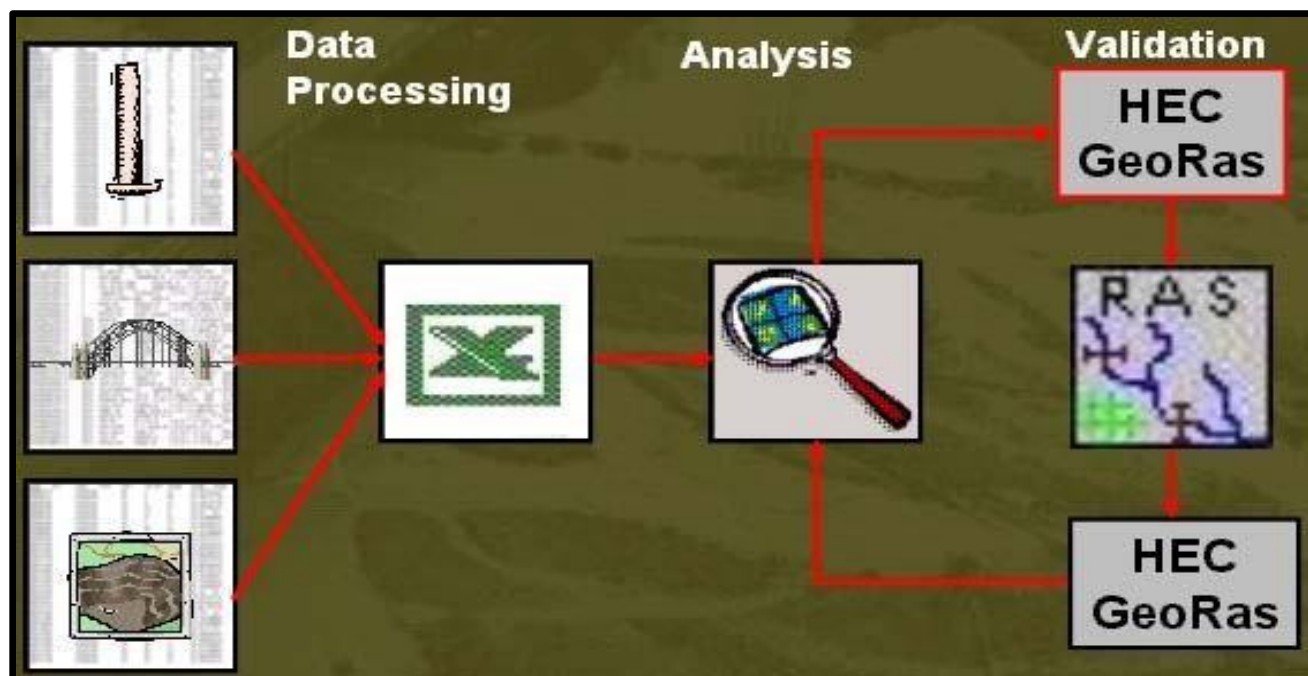 Data
Processing
Analysis
Validation
HEC
GeoRas
RAS
HEC
GeoRas